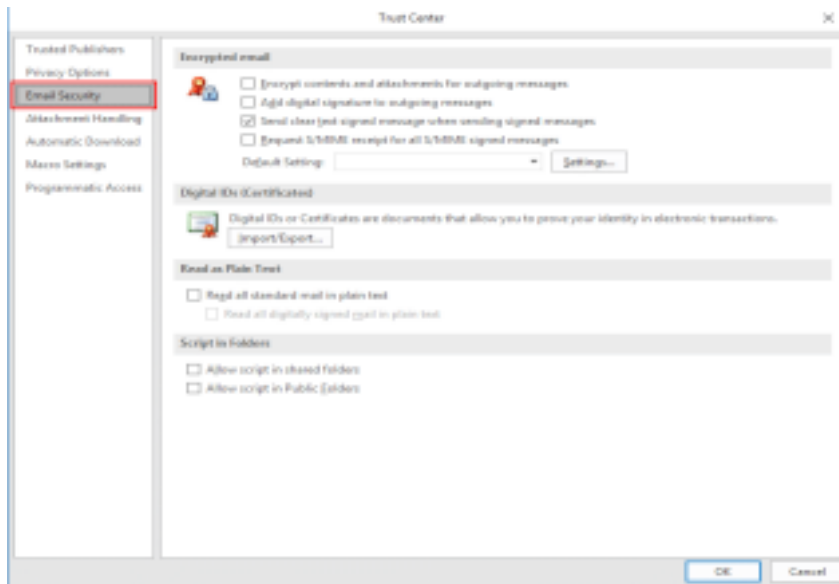 Trust Center
Trusted Publishers
Privacy Options
Email Security
Attachment Handling
Automatic Download
Macro Settings
Programmatic Access
Encrypted email
Encrypt contents and attachments for outgoing messages
Add digital signature to outgoing messages
Send clear text signed message when sending signed messages
Request S/MIME receipt for all S/MIME signed messages
Default Setting:
Settings...
Digital IDs (Certificates)
Digital IDs or Certificates are documents that allow you to prove your identity in electronic transactions.
Import/Export...
Read as Plain Text
Read all standard mail in plain text
Read all digitally signed mail in plain text
Script in Folders
Allow script in shared folders
Allow script in Public Folders
OK
Cancel